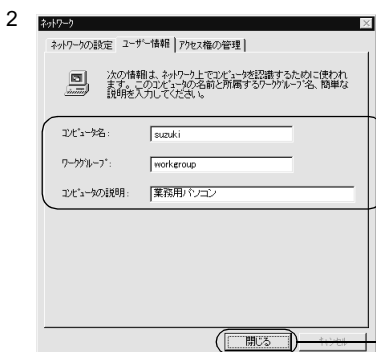 2
ネットワーク
ネットワークの設定 ユーザー情報 アクセス権の管理
次の情報は、ネットワーク上でコンピュータを認識するために使われ
ます。このコンピュータの名前と所属するワークグループ名、簡単な
説明を入力してください。
コンピュータ名:
suzuki
ワークグループ:
workgroup
コンピュータの説明:
業務用パソコン
閉じる
キャンセル